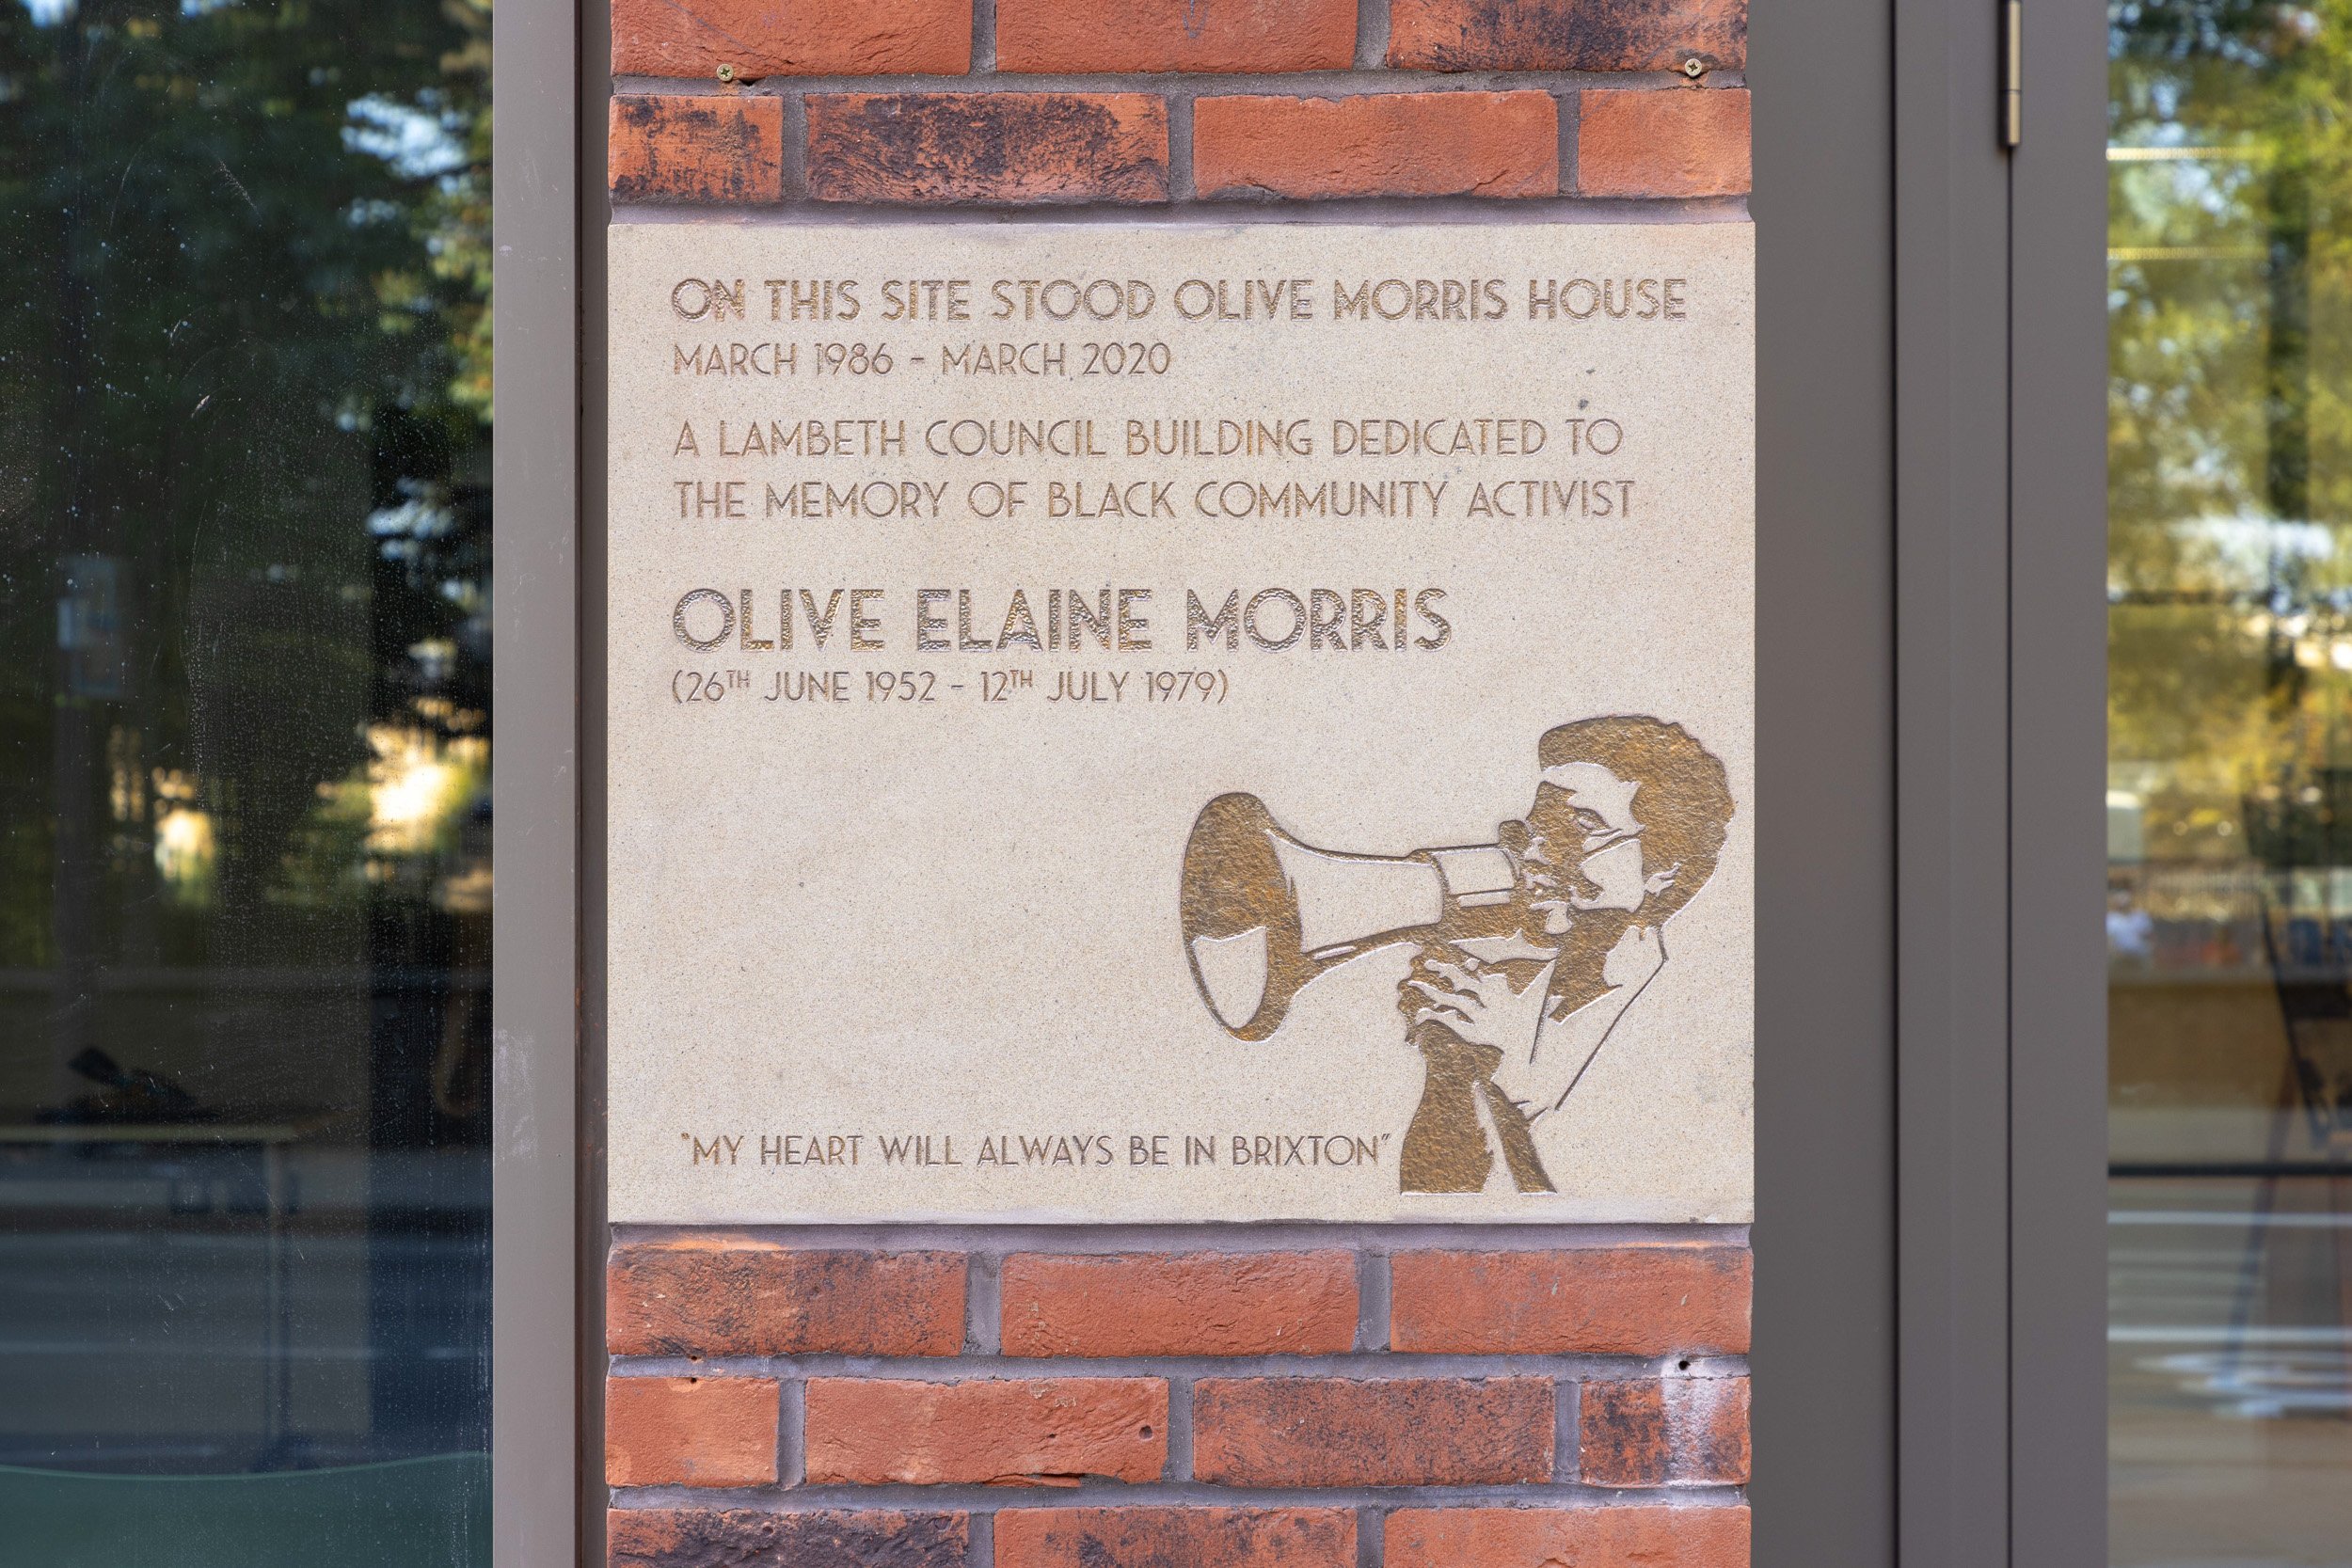 ON THIS SITE STOOD OLIVE MORRIS HOUSE
MARCH 1986 - MARCH 2020
A LAMBETH COUNCIL BUILDING DEDICATED TO
THE MEMORY OF BLACK COMMUNITY ACTIVIST
OLIVE ELAINE MORRIS
(26TH JUNE 1952 - 12TH JULY 1979)
"MY HEART WILL ALWAYS BE IN BRIXTON"